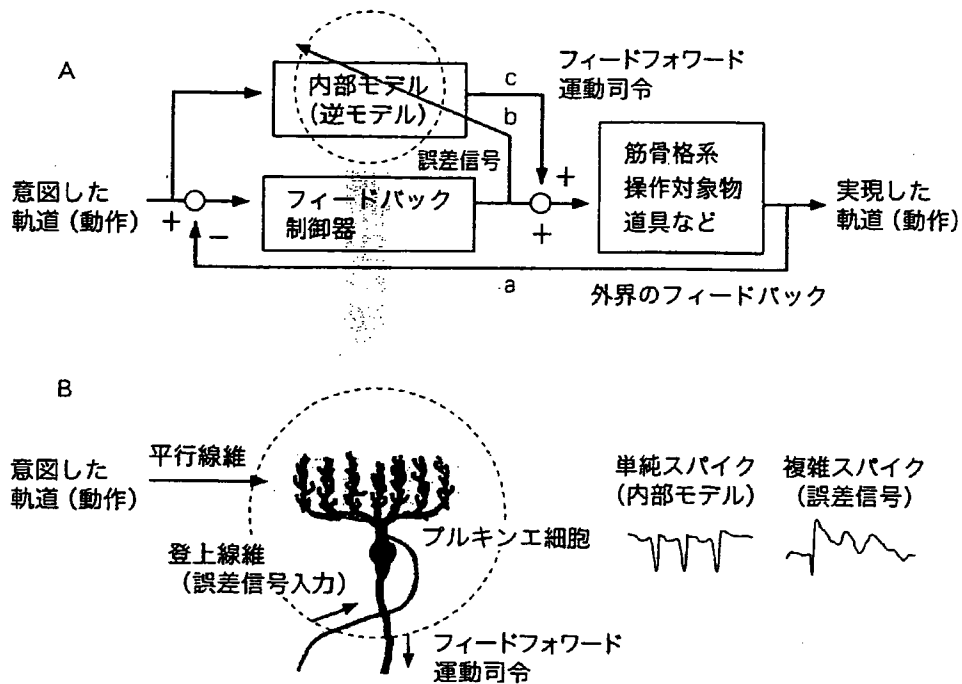 A
フィードフォワード
運動司令
内部モデル
(逆モデル)
c
b
誤差信号
意図した
軌道(動作)
+
−
フィードバック
制御器
+
+
筋骨格系
操作対象物
道具など
実現した
軌道(動作)
a
外界のフィードバック
B
意図した
軌道(動作)
平行線維
プルキンエ細胞
登上線維
(誤差信号入力)
フィードフォワード
運動司令
単純スパイク
(内部モデル)
複雑スパイク
(誤差信号)